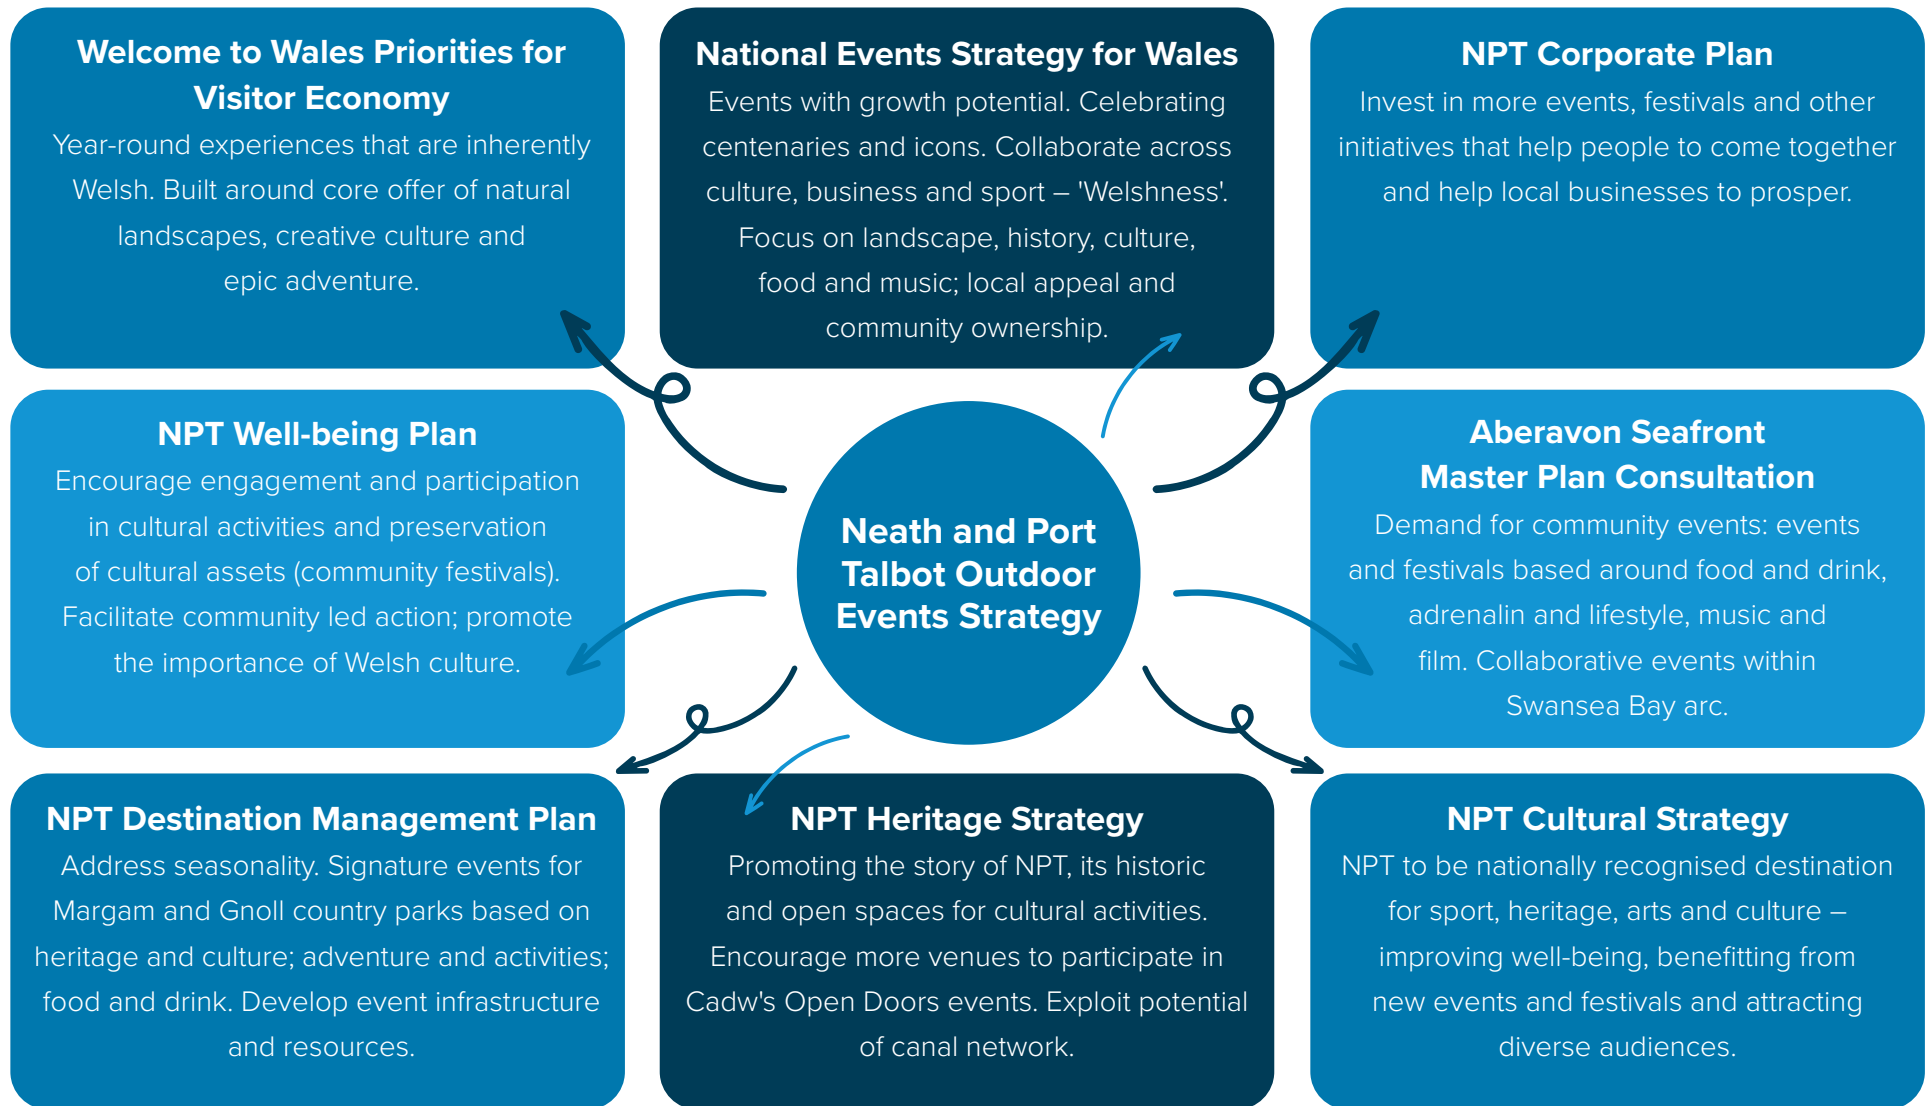 Welcome to Wales Priorities for
Visitor Economy
Year-round experiences that are inherently
Welsh. Built around core offer of natural
landscapes, creative culture and
epic adventure.
National Events Strategy for Wales
Events with growth potential. Celebrating
centenaries and icons. Collaborate across
culture, business and sport – 'Welshness'.
Focus on landscape, history, culture,
food and music; local appeal and
community ownership.
NPT Corporate Plan
Invest in more events, festivals and other
initiatives that help people to come together
and help local businesses to prosper.
NPT Well-being Plan
Encourage engagement and participation
in cultural activities and preservation
of cultural assets (community festivals).
Facilitate community led action; promote
the importance of Welsh culture.
Neath and Port
Talbot Outdoor
Events Strategy
Aberavon Seafront
Master Plan Consultation
Demand for community events: events
and festivals based around food and drink,
adrenalin and lifestyle, music and
film. Collaborative events within
Swansea Bay arc.
NPT Destination Management Plan
Address seasonality. Signature events for
Margam and Gnoll country parks based on
heritage and culture; adventure and activities;
food and drink. Develop event infrastructure
and resources.
NPT Heritage Strategy
Promoting the story of NPT, its historic
and open spaces for cultural activities.
Encourage more venues to participate in
Cadw's Open Doors events. Exploit potential
of canal network.
NPT Cultural Strategy
NPT to be nationally recognised destination
for sport, heritage, arts and culture –
improving well-being, benefitting from
new events and festivals and attracting
diverse audiences.